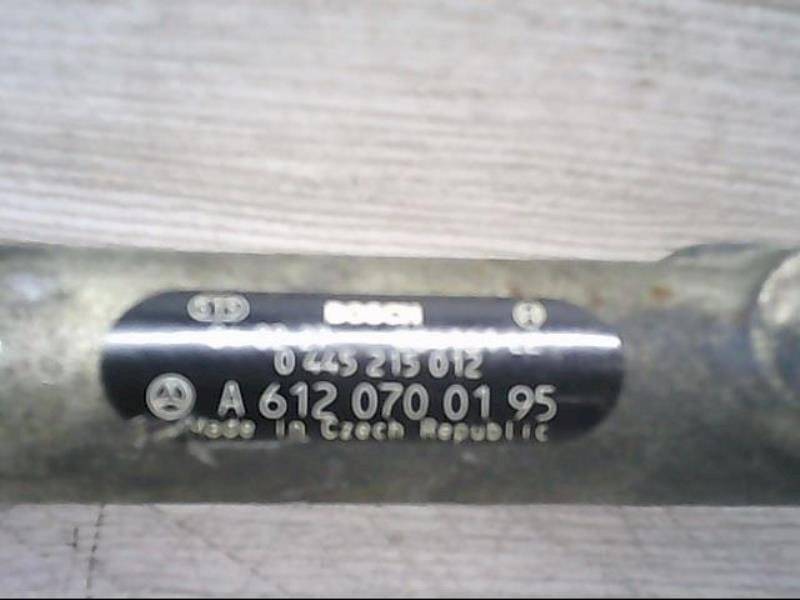 BOSCH
0 445 215 012
A 612 070 01 95
Made in Czech Republic